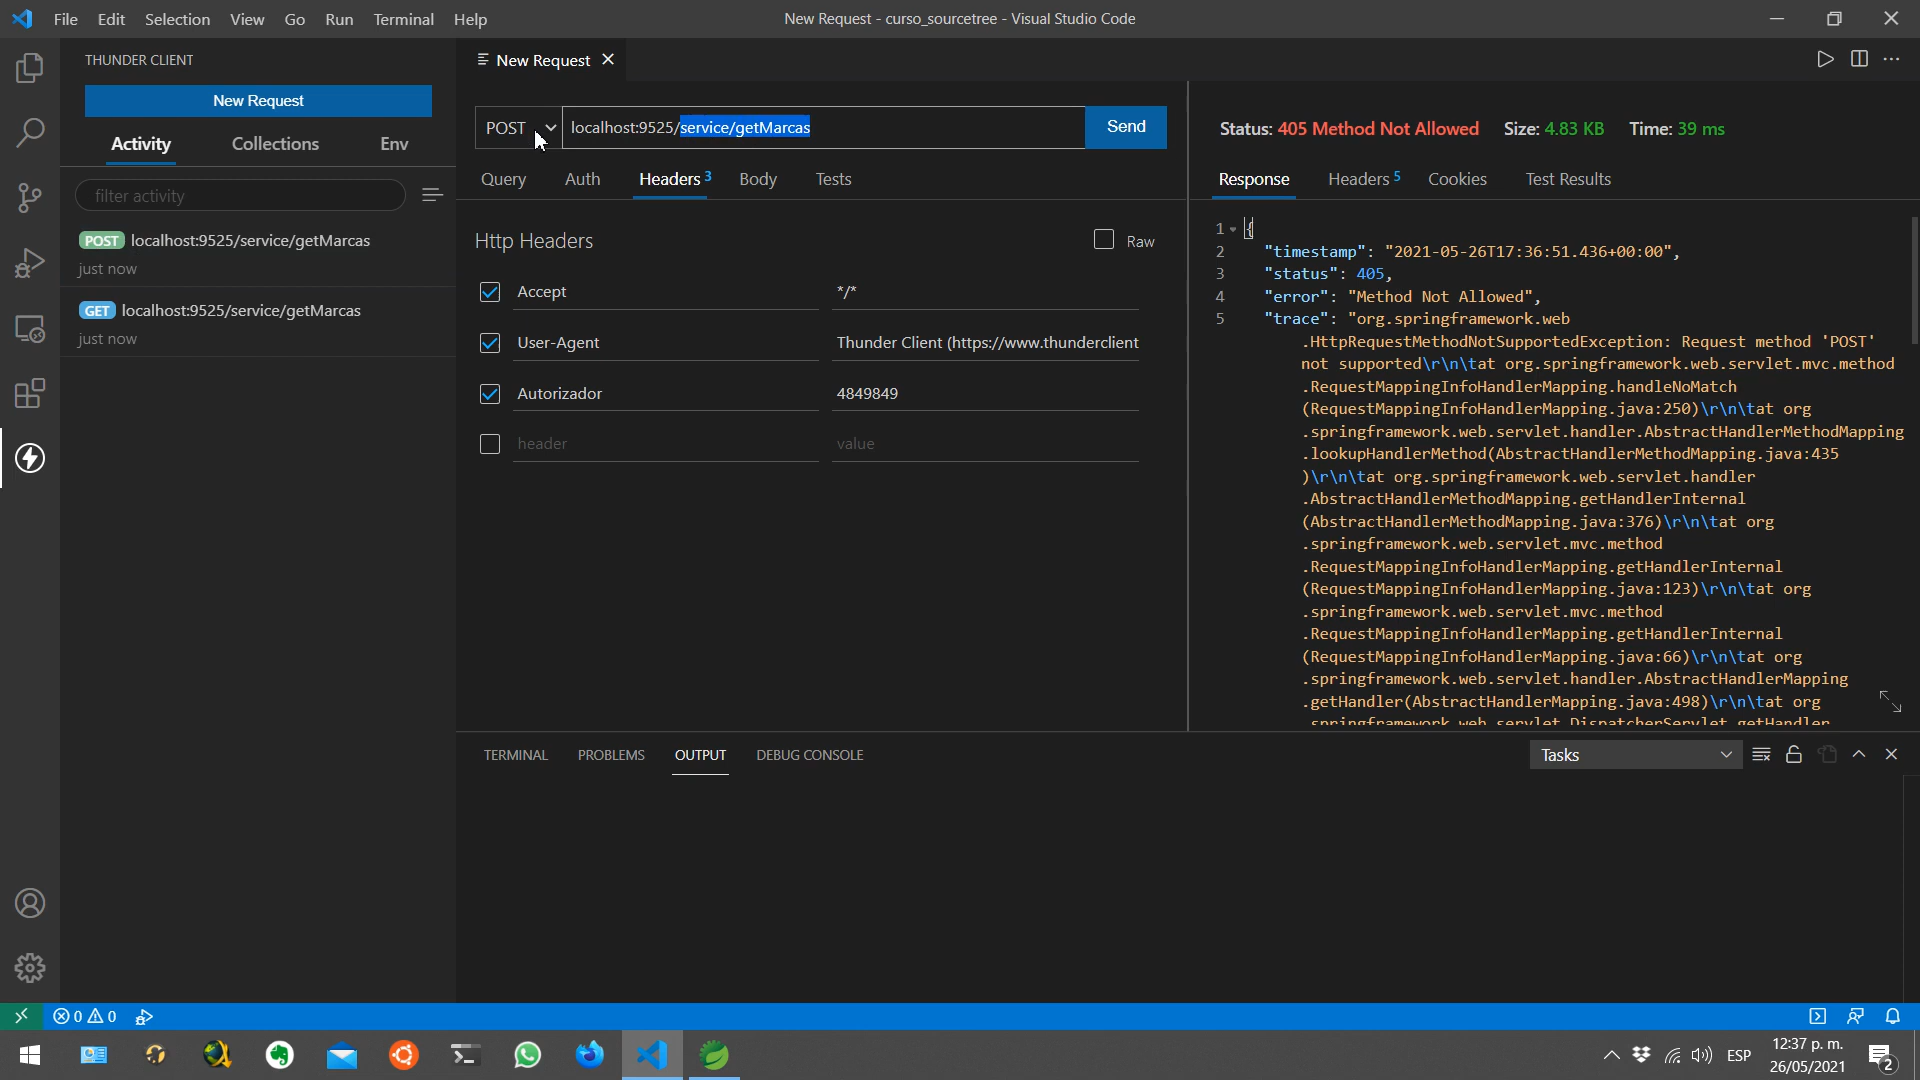 File Edit Selection View Go Run Terminal Help
New Request - curso_sourcetree - Visual Studio Code
THUNDER CLIENT
New Request
Activity Collections Env
filter activity
POST localhost:9525/service/getMarcas
just now
GET localhost:9525/service/getMarcas
just now
New Request
POST localhost:9525/service/getMarcas Send
Query Auth Headers 3 Body Tests
Http Headers Raw
Accept */*
User-Agent Thunder Client (https://www.thunderclient
Autorizador 4849849
header value
Status: 405 Method Not Allowed Size: 4.83 KB Time: 39 ms
Response Headers 5 Cookies Test Results
1 {
2 "timestamp": "2021-05-26T17:36:51.436+00:00",
3 "status": 405,
4 "error": "Method Not Allowed",
5 "trace": "org.springframework.web
.HttpRequestMethodNotSupportedException: Request method 'POST'
not supported\r\n\tat org.springframework.web.servlet.mvc.method
.RequestMappingInfoHandlerMapping.handleNoMatch
(RequestMappingInfoHandlerMapping.java:250)\r\n\tat org
.springframework.web.servlet.handler.AbstractHandlerMethodMapping
.lookupHandlerMethod(AbstractHandlerMethodMapping.java:435
)\r\n\tat org.springframework.web.servlet.handler
.AbstractHandlerMethodMapping.getHandlerInternal
(AbstractHandlerMethodMapping.java:376)\r\n\tat org
.springframework.web.servlet.mvc.method
.RequestMappingInfoHandlerMapping.getHandlerInternal
(RequestMappingInfoHandlerMapping.java:123)\r\n\tat org
.springframework.web.servlet.mvc.method
.RequestMappingInfoHandlerMapping.getHandlerInternal
(RequestMappingInfoHandlerMapping.java:66)\r\n\tat org
.springframework.web.servlet.handler.AbstractHandlerMapping
.getHandler(AbstractHandlerMapping.java:498)\r\n\tat org
.springframework.web.servlet.DispatcherServlet.getHandler
TERMINAL PROBLEMS OUTPUT DEBUG CONSOLE
Tasks
0 0
ESP
12:37 p. m.
26/05/2021
2